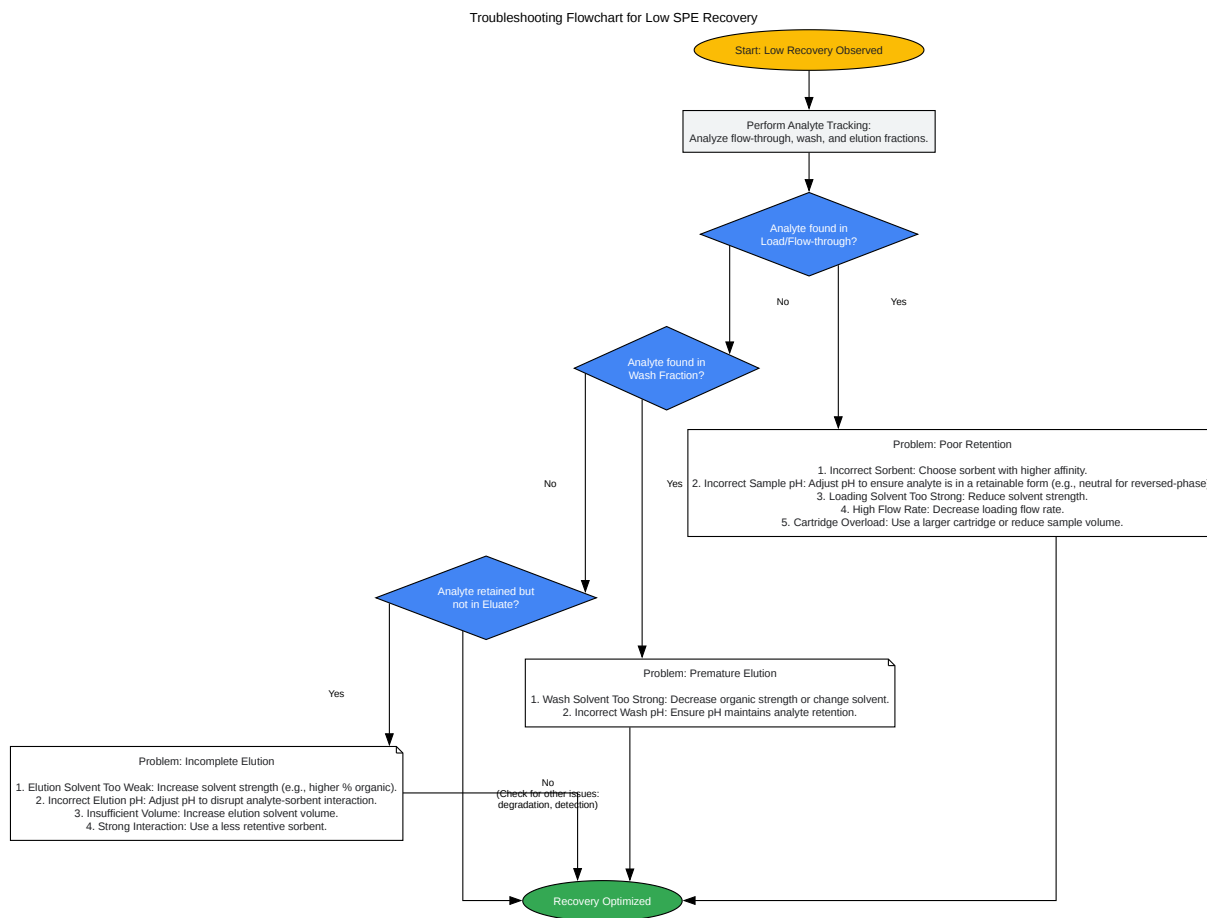 Troubleshooting Flowchart for Low SPE Recovery
Start: Low Recovery Observed
Perform Analyte Tracking:
Analyze flow-through, wash, and elution fractions.
Analyte found in
Load/Flow-through?
No
Yes
Analyte found in
Wash Fraction?
Problem: Poor Retention
1. Incorrect Sorbent: Choose sorbent with higher affinity.
2. Incorrect Sample pH: Adjust pH to ensure analyte is in a retainable form (e.g., neutral for reversed-phase)
3. Loading Solvent Too Strong: Reduce solvent strength.
4. High Flow Rate: Decrease loading flow rate.
5. Cartridge Overload: Use a larger cartridge or reduce sample volume.
No
Yes
Analyte retained but
not in Eluate?
Problem: Premature Elution
1. Wash Solvent Too Strong: Decrease organic strength or change solvent.
2. Incorrect Wash pH: Ensure pH maintains analyte retention.
Yes
Problem: Incomplete Elution
1. Elution Solvent Too Weak: Increase solvent strength (e.g., higher % organic).
2. Incorrect Elution pH: Adjust pH to disrupt analyte-sorbent interaction.
3. Insufficient Volume: Increase elution solvent volume.
4. Strong Interaction: Use a less retentive sorbent.
No
(Check for other issues:
degradation, detection)
Recovery Optimized